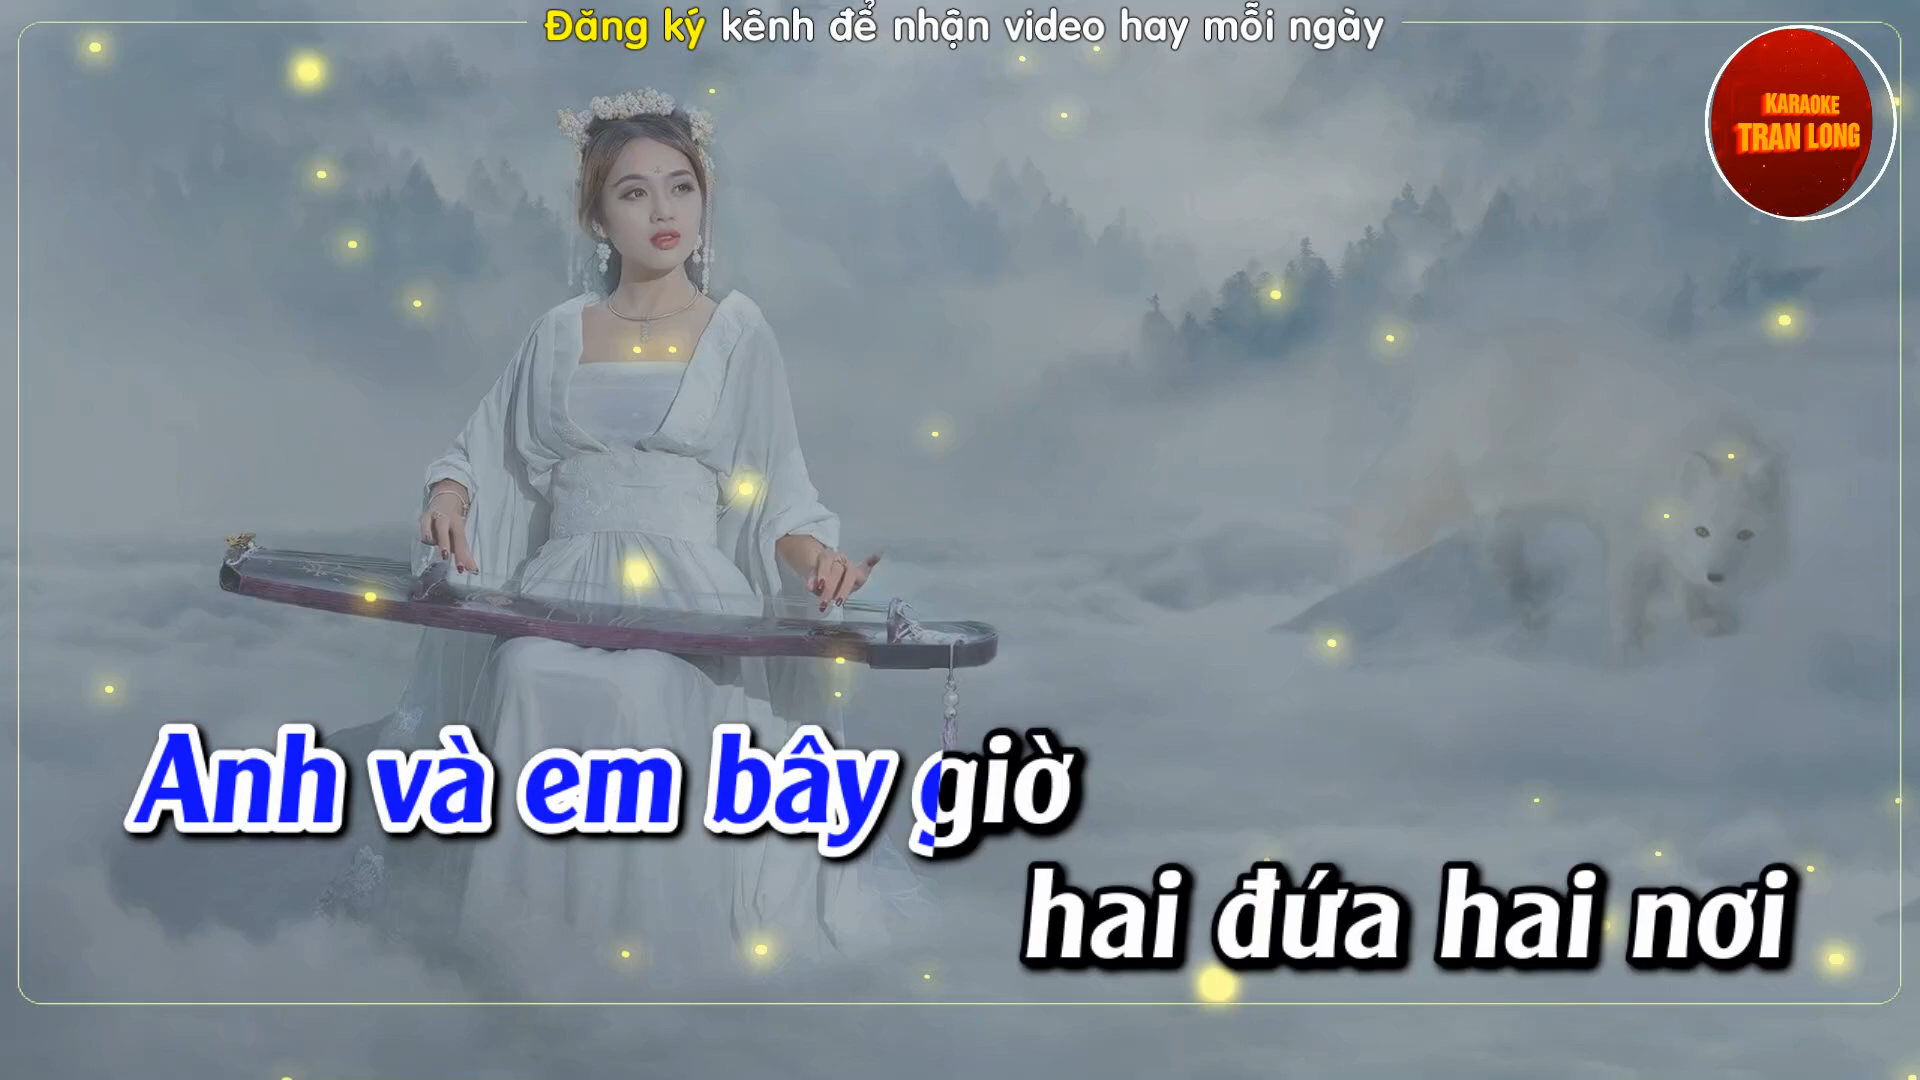 Đăng ký kênh để nhận video hay mỗi ngày
KARAOKE
TRAN LONG
Anh và em bây giờ
hai đứa hai nơi